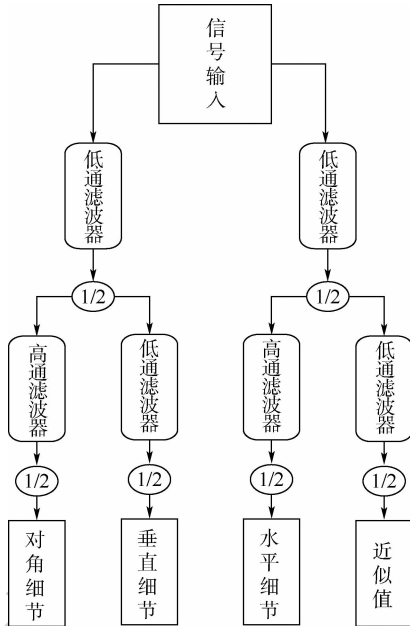 信号输入
低通滤波器
低通滤波器
1/2
1/2
高通滤波器
低通滤波器
高通滤波器
低通滤波器
1/2
1/2
1/2
1/2
对角细节
垂直细节
水平细节
近似值